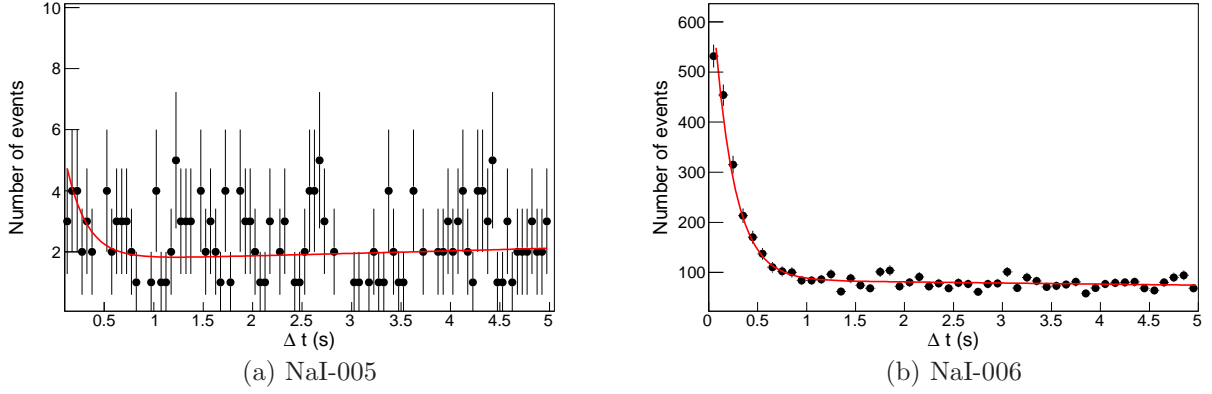 10
8
6
4
2
Number of events
0.5 1 1.5 2 2.5 3 3.5 4 4.5 5
Δ t (s)
(a) NaI-005
600
500
400
300
200
100
Number of events
0 0.5 1 1.5 2 2.5 3 3.5 4 4.5 5
Δ t (s)
(b) NaI-006